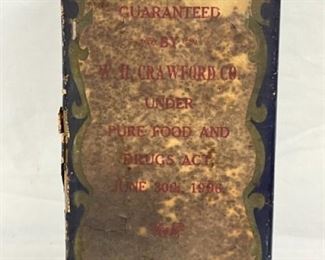 GUARANTEED
BY
W. H. CRAWFORD CO.
UNDER
PURE FOOD AND
DRUGS ACT,
JUNE 30th, 1906.